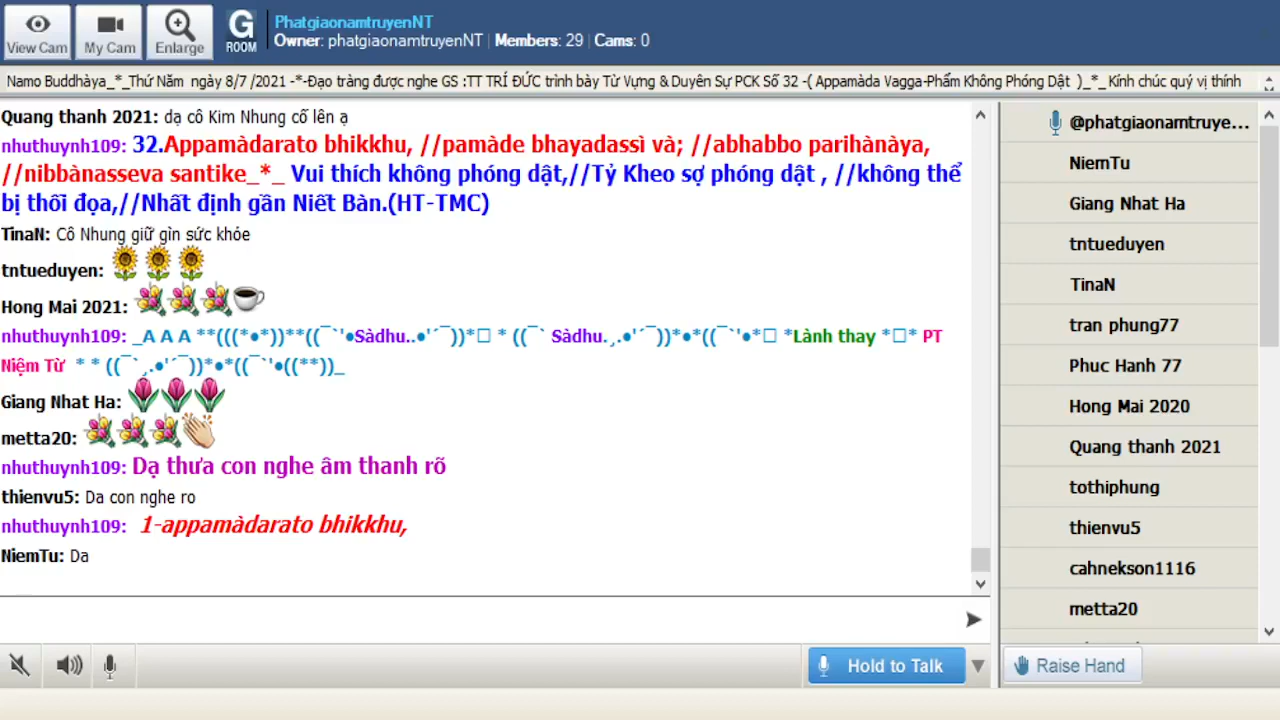 View Cam
My Cam
Enlarge
G
ROOM
PhatgiaonamtruyenNT
Owner: phatgiaonamtruyenNT | Members: 29 | Cams: 0
Namo Buddhàya_*_Thứ Năm ngày 8/7 /2021 -*-Đạo tràng được nghe GS :TT TRÍ ĐỨC trình bày Từ Vựng & Duyên Sự PCK Số 32 -( Appamàda Vagga-Phẩm Không Phóng Dật )_*_ Kính chúc quý vị thính
Quang thanh 2021: dạ cô Kim Nhung cố lên ạ
nhuthuynh109: 32.Appamàdarato bhikkhu, //pamàde bhayadassì và; //abhabbo parihànàya,
//nibbànasseva santike_*_ Vui thích không phóng dật,//Tỷ Kheo sợ phóng dật , //không thể
bị thối đọa,//Nhất định gần Niết Bàn.(HT-TMC)
TinaN: Cô Nhung giữ gìn sức khỏe
tntueduyen:
Hong Mai 2021:
nhuthuynh109: _A A A **(((*•*))**((¯`'•Sàdhu..•'´¯))*▯ * ((¯` Sàdhu.¸.•'´¯))*•*((¯`'•*▯ *Lành thay *▯* PT
Niệm Từ * * ((¯`¸.•'´¯))*•*((¯`'•((**))_
Giang Nhat Ha:
metta20:
nhuthuynh109: Dạ thưa con nghe âm thanh rõ
thienvu5: Da con nghe ro
nhuthuynh109: 1-appamàdarato bhikkhu,
NiemTu: Da
Hold to Talk
@phatgiaonamtruye...
NiemTu
Giang Nhat Ha
tntueduyen
TinaN
tran phung77
Phuc Hanh 77
Hong Mai 2020
Quang thanh 2021
tothiphung
thienvu5
cahnekson1116
metta20
Raise Hand